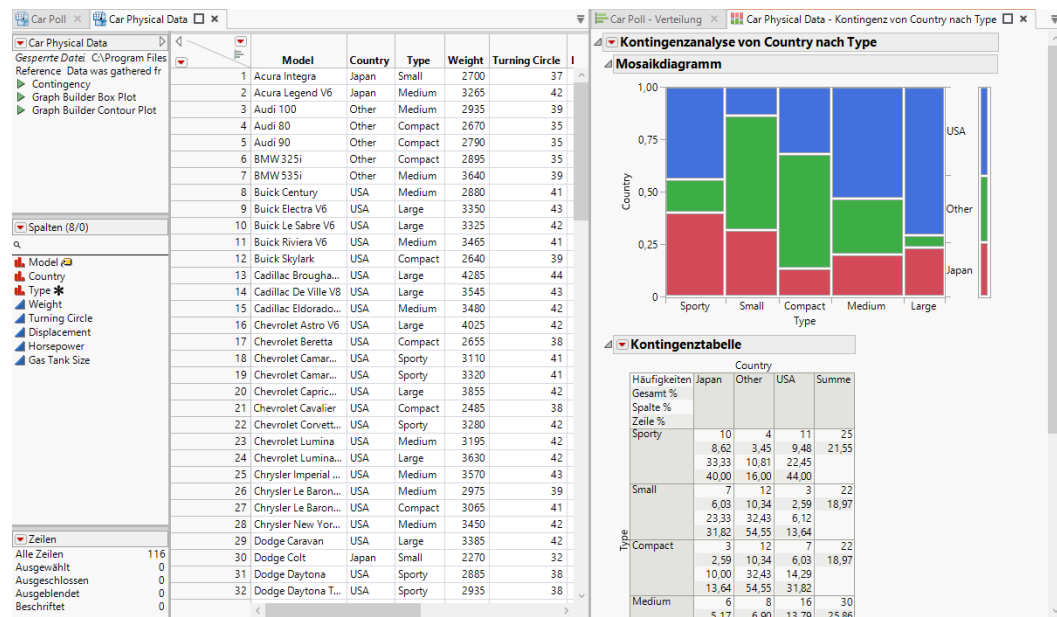 Car Poll
Car Physical Data
Car Poll - Verteilung
Car Physical Data - Kontingenz von Country nach Type
Car Physical Data
Gesperrte Datei C:\Program Files
Reference Data was gathered fr
Contingency
Graph Builder Box Plot
Graph Builder Contour Plot
Spalten (8/0)
Model
Country
Type
Weight
Turning Circle
Displacement
Horsepower
Gas Tank Size
Zeilen
Alle Zeilen 116
Ausgewählt 0
Ausgeschlossen 0
Ausgeblendet 0
Beschriftet 0
Model Country Type Weight Turning Circle
1 Acura Integra Japan Small 2700 37
2 Acura Legend V6 Japan Medium 3265 42
3 Audi 100 Other Medium 2935 39
4 Audi 80 Other Compact 2670 35
5 Audi 90 Other Compact 2790 35
6 BMW 325i Other Compact 2895 35
7 BMW 535i Other Medium 3640 39
8 Buick Century USA Medium 2880 41
9 Buick Electra V6 USA Large 3350 43
10 Buick Le Sabre V6 USA Large 3325 42
11 Buick Riviera V6 USA Medium 3465 41
12 Buick Skylark USA Compact 2640 39
13 Cadillac Brougha... USA Large 4285 44
14 Cadillac De Ville V8 USA Large 3545 43
15 Cadillac Eldorado... USA Medium 3480 42
16 Chevrolet Astro V6 USA Large 4025 42
17 Chevrolet Beretta USA Compact 2655 38
18 Chevrolet Camar... USA Sporty 3110 41
19 Chevrolet Camar... USA Sporty 3320 41
20 Chevrolet Capric... USA Large 3855 42
21 Chevrolet Cavalier USA Compact 2485 38
22 Chevrolet Corvett... USA Sporty 3280 42
23 Chevrolet Lumina USA Medium 3195 42
24 Chevrolet Lumina... USA Large 3630 42
25 Chrysler Imperial ... USA Medium 3570 43
26 Chrysler Le Baron... USA Medium 2975 39
27 Chrysler Le Baron... USA Compact 3065 41
28 Chrysler New Yor... USA Medium 3450 42
29 Dodge Caravan USA Large 3385 42
30 Dodge Colt Japan Small 2270 32
31 Dodge Daytona USA Sporty 2885 38
32 Dodge Daytona T... USA Sporty 2935 38
Kontingenzanalyse von Country nach Type
Mosaikdiagramm
Country
1,00
0,75
0,50
0,25
0
USA
Other
Japan
Sporty Small Compact Medium Large
Type
Kontingenztabelle
Country
Häufigkeiten Japan Other USA Summe
Gesamt %
Spalte %
Zeile %
Type
Sporty 10 4 11 25
8,62 3,45 9,48 21,55
33,33 10,81 22,45
40,00 16,00 44,00
Small 7 12 3 22
6,03 10,34 2,59 18,97
23,33 32,43 6,12
31,82 54,55 13,64
Compact 3 12 7 22
2,59 10,34 6,03 18,97
10,00 32,43 14,29
13,64 54,55 31,82
Medium 6 8 16 30
5,17 6,90 13,79 25,86